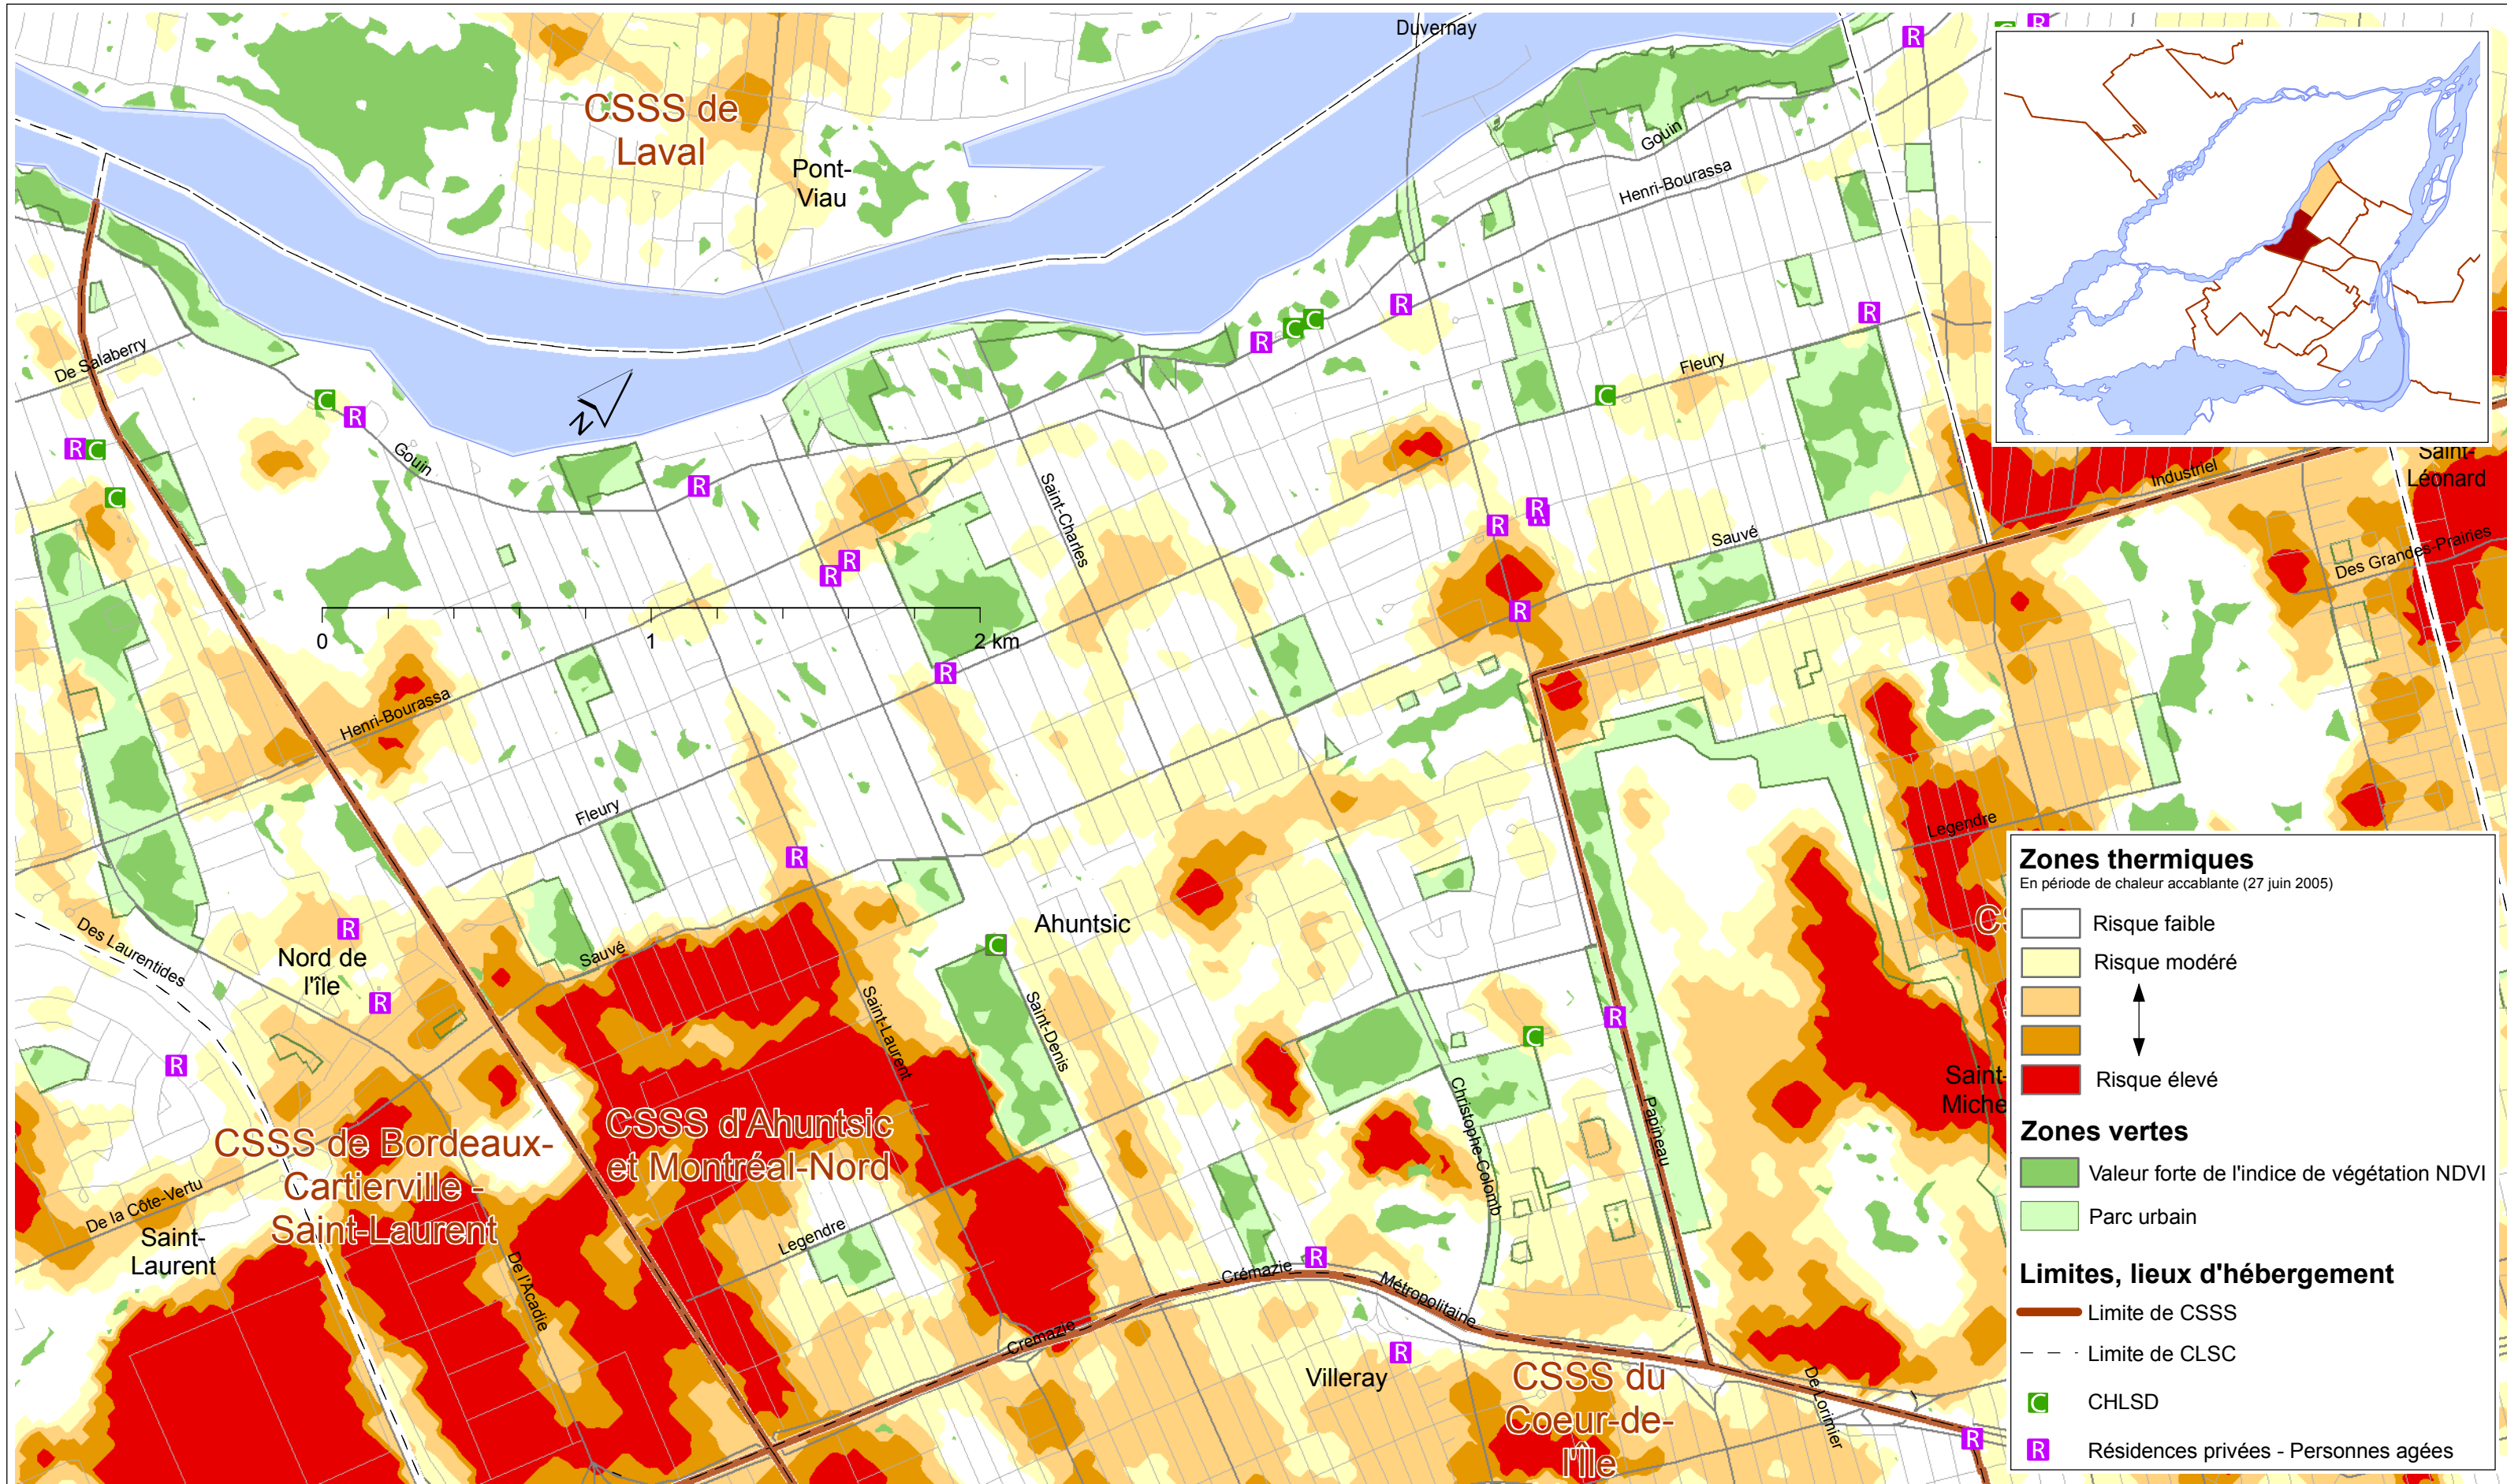 Duvernay
CSSS de
Laval
Pont-
Viau
Gouin
Henri-Bourassa
De Salaberry
Fleury
Gouin
N
Saint-Charles
Saint-
Léonard
Industriel
Des Grandes-Prairies
Sauvé
0 1 2 km
Henri-Bourassa
Fleury
Legendre
Des Laurentides
Nord de
l'île
Sauvé
Ahuntsic
Saint-Laurent
Saint-Denis
Christophe-Colomb
Papineau
Saint-
Miche
CSSS de Bordeaux-
Cartierville -
Saint-Laurent
CSSS d'Ahuntsic
et Montréal-Nord
De la Côte-Vertu
Saint-
Laurent
De l'Acadie
Legendre
Crémazie
Crémazie
Métropolitaine
Villeray
CSSS du
Coeur-de-
l'Île
De Lorimier
Zones thermiques
En période de chaleur accablante (27 juin 2005)
Risque faible
Risque modéré
Risque élevé
Zones vertes
Valeur forte de l'indice de végétation NDVI
Parc urbain
Limites, lieux d'hébergement
Limite de CSSS
Limite de CLSC
C CHLSD
R Résidences privées - Personnes agées